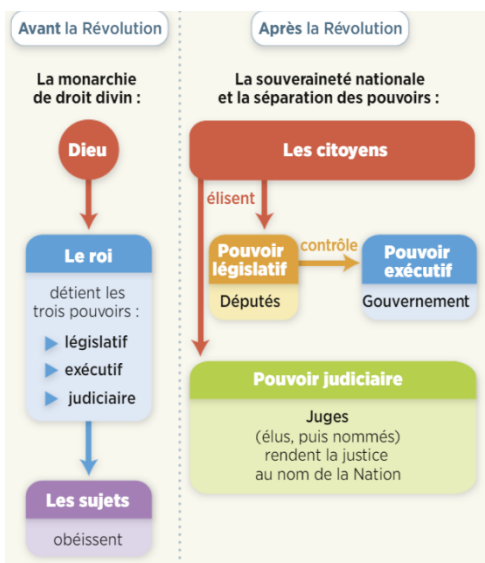 Avant la Révolution
La monarchie
de droit divin :
Dieu
Le roi
détient les
trois pouvoirs :
législatif
exécutif
judiciaire
Les sujets
obéissent
Après la Révolution
La souveraineté nationale
et la séparation des pouvoirs :
Les citoyens
élisent
Pouvoir
législatif
Députés
contrôle
Pouvoir
exécutif
Gouvernement
Pouvoir judiciaire
Juges
(élus, puis nommés)
rendent la justice
au nom de la Nation